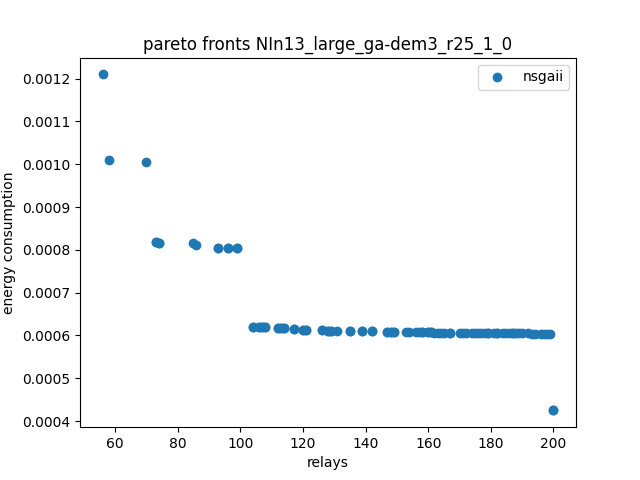 pareto fronts NIn13_large_ga-dem3_r25_1_0
nsgaii
energy consumption
0.0012
0.0011
0.0010
0.0009
0.0008
0.0007
0.0006
0.0005
0.0004
60 80 100 120 140 160 180 200
relays